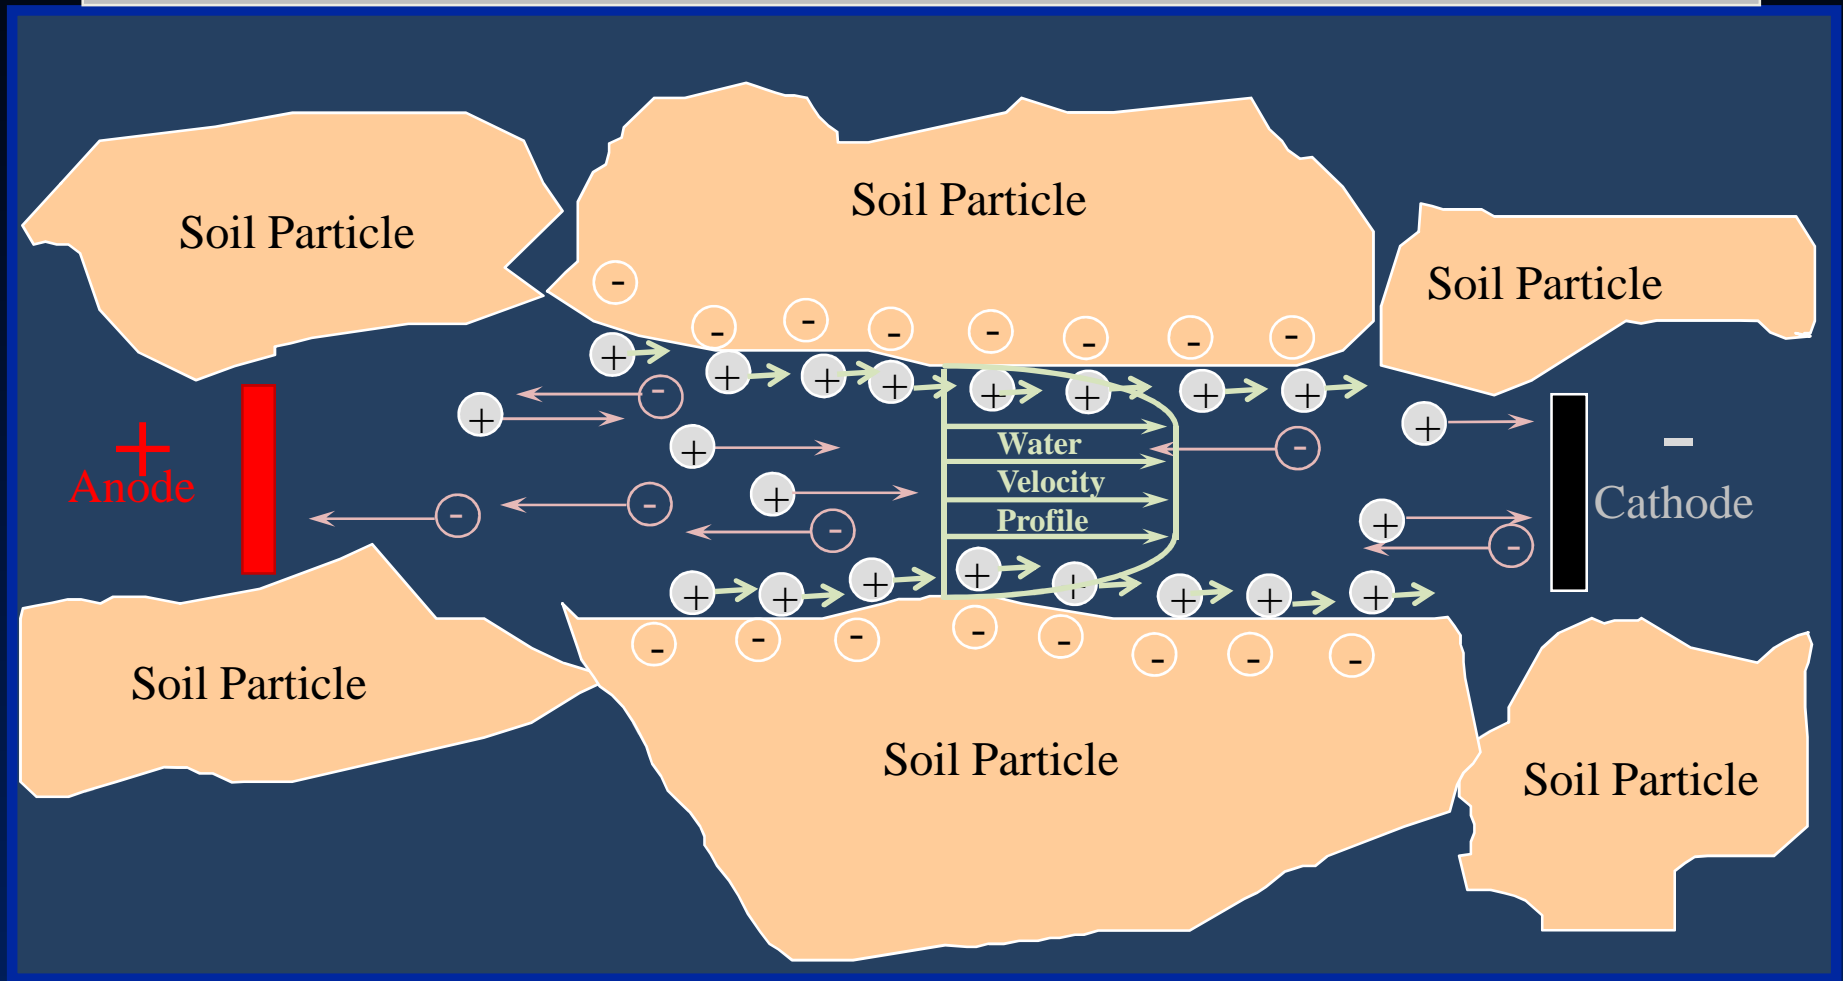 Soil Particle
Soil Particle
Soil Particle
+
Anode
Water
Velocity
Profile
-
Cathode
Soil Particle
Soil Particle
Soil Particle